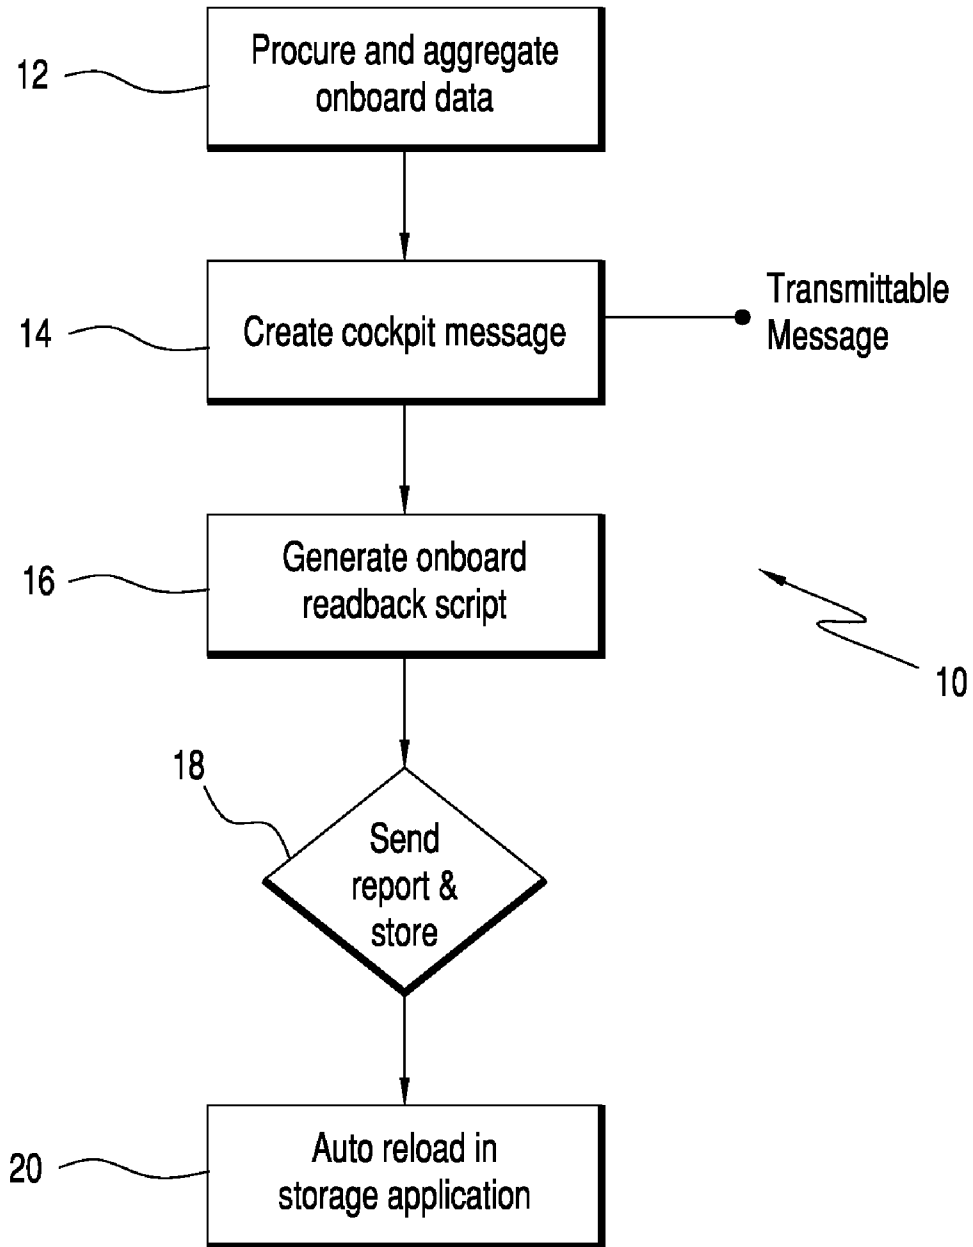 12
Procure and aggregate
onboard data
14
Create cockpit message
Transmittable
Message
16
Generate onboard
readback script
10
18
Send
report &
store
20
Auto reload in
storage application